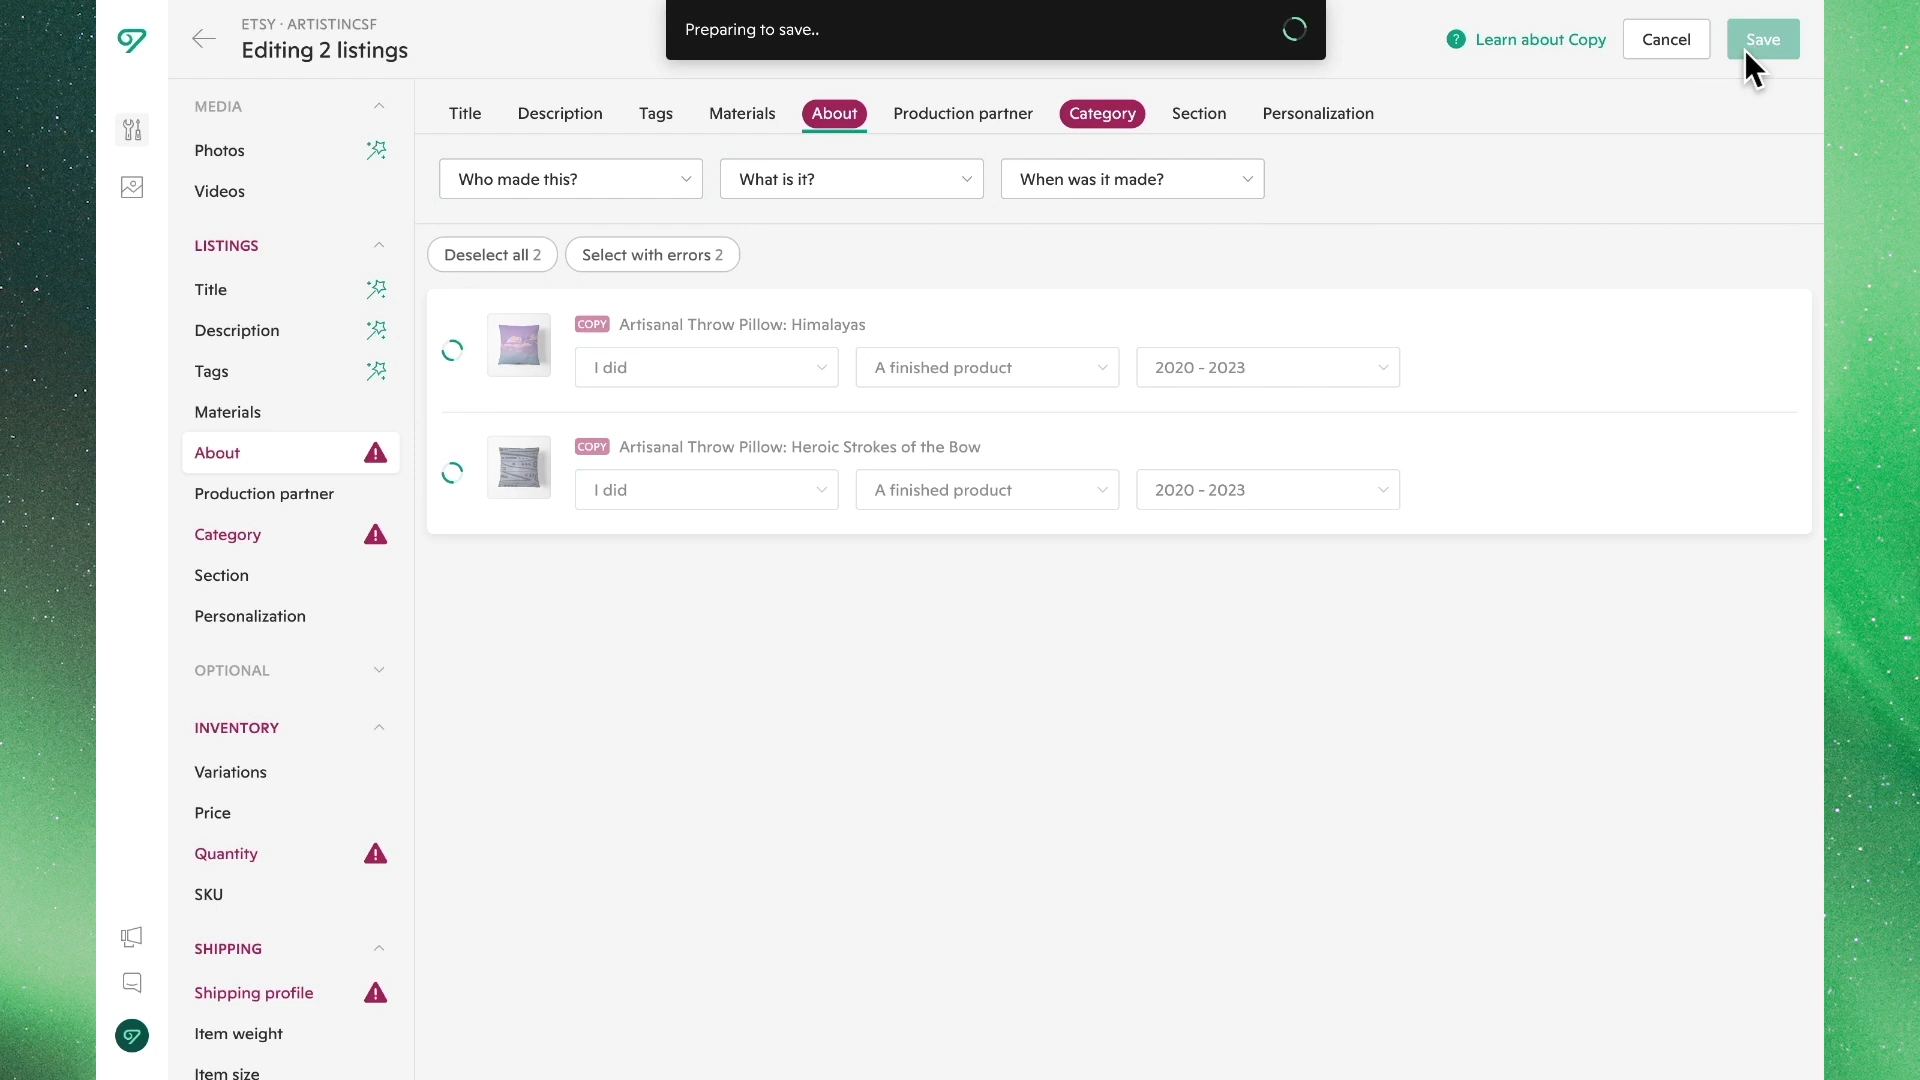 ETSY · ARTISTINCSF
Editing 2 listings
Preparing to save..
? Learn about Copy
Cancel
Save
MEDIA
Photos
Videos
LISTINGS
Title
Description
Tags
Materials
About
Production partner
Category
Section
Personalization
OPTIONAL
INVENTORY
Variations
Price
Quantity
SKU
SHIPPING
Shipping profile
Item weight
Item size
Title Description Tags Materials About Production partner Category Section Personalization
Who made this? What is it? When was it made?
Deselect all 2 Select with errors 2
COPY Artisanal Throw Pillow: Himalayas
I did A finished product 2020 - 2023
COPY Artisanal Throw Pillow: Heroic Strokes of the Bow
I did A finished product 2020 - 2023